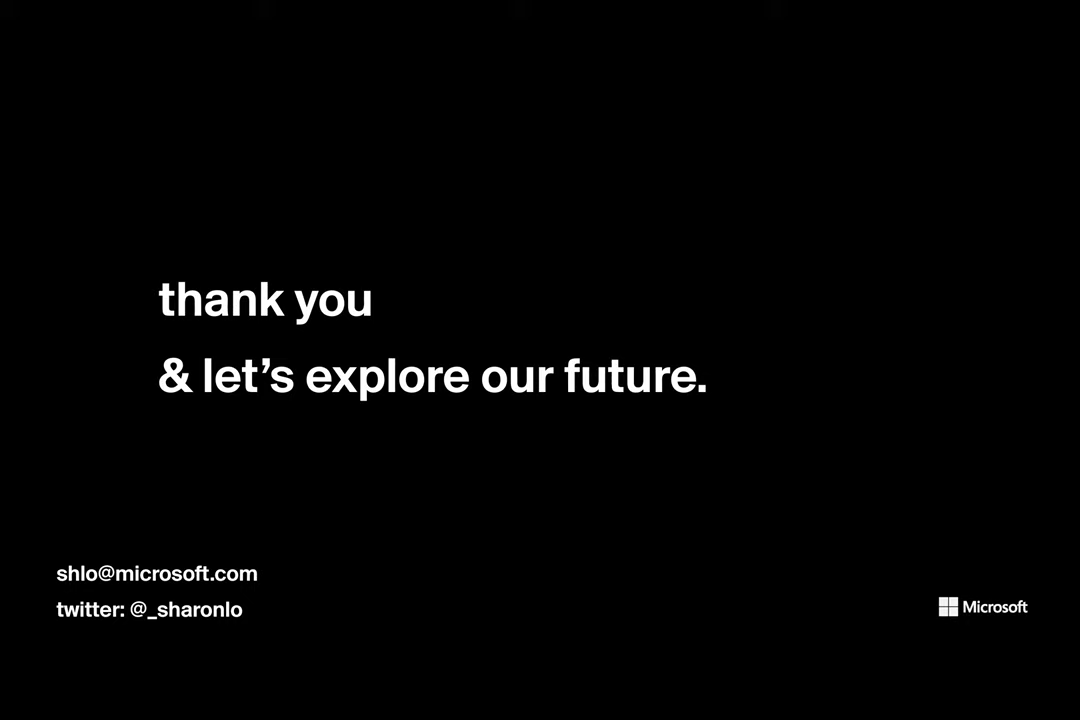 thank you
& let’s explore our future.
shlo@microsoft.com
twitter: @_sharonlo
Microsoft